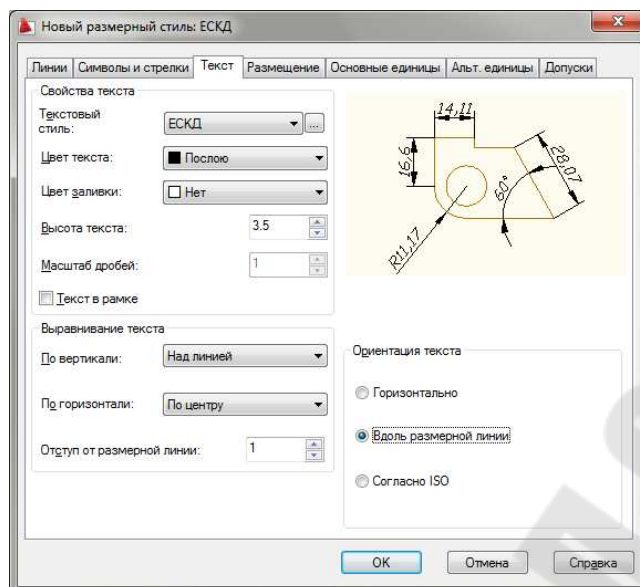 Новый размерный стиль: ЕСКД
Линии Символы и стрелки Текст Размещение Основные единицы Альт. единицы Допуски
Свойства текста
Текстовый стиль: ЕСКД ...
Цвет текста: Послою
Цвет заливки: Нет
Высота текста: 3.5
Масштаб дробей: 1
Текст в рамке
14,11
16,6
28,07
60°
R11,17
Выравнивание текста
По вертикали: Над линией
По горизонтали: По центру
Отступ от размерной линии: 1
Ориентация текста
Горизонтально
Вдоль размерной линии
Согласно ISO
OK Отмена Справка